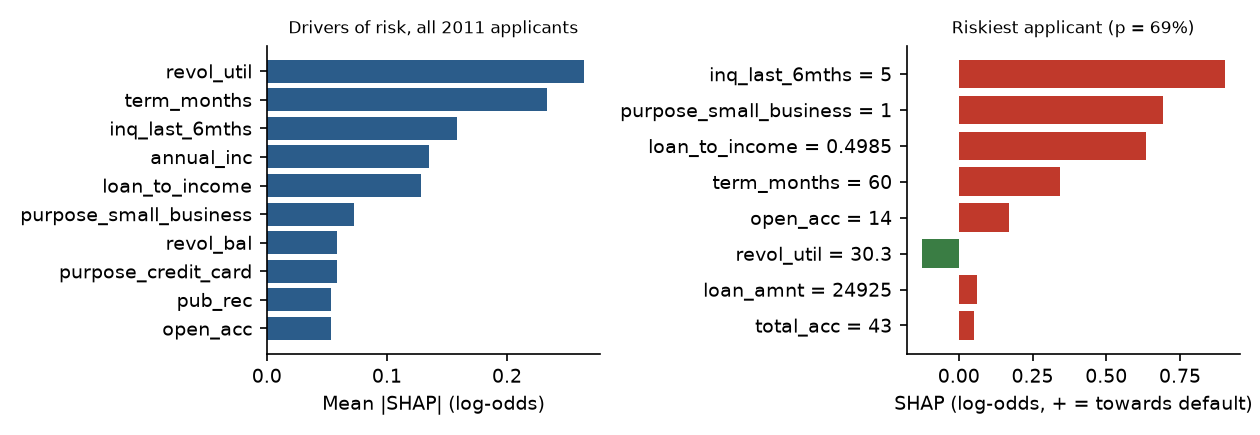 Drivers of risk, all 2011 applicants
revol_util
term_months
inq_last_6mths
annual_inc
loan_to_income
purpose_small_business
revol_bal
purpose_credit_card
pub_rec
open_acc
0.0 0.1 0.2
Mean |SHAP| (log-odds)
Riskiest applicant (p = 69%)
inq_last_6mths = 5
purpose_small_business = 1
loan_to_income = 0.4985
term_months = 60
open_acc = 14
revol_util = 30.3
loan_amnt = 24925
total_acc = 43
0.00 0.25 0.50 0.75
SHAP (log-odds, + = towards default)